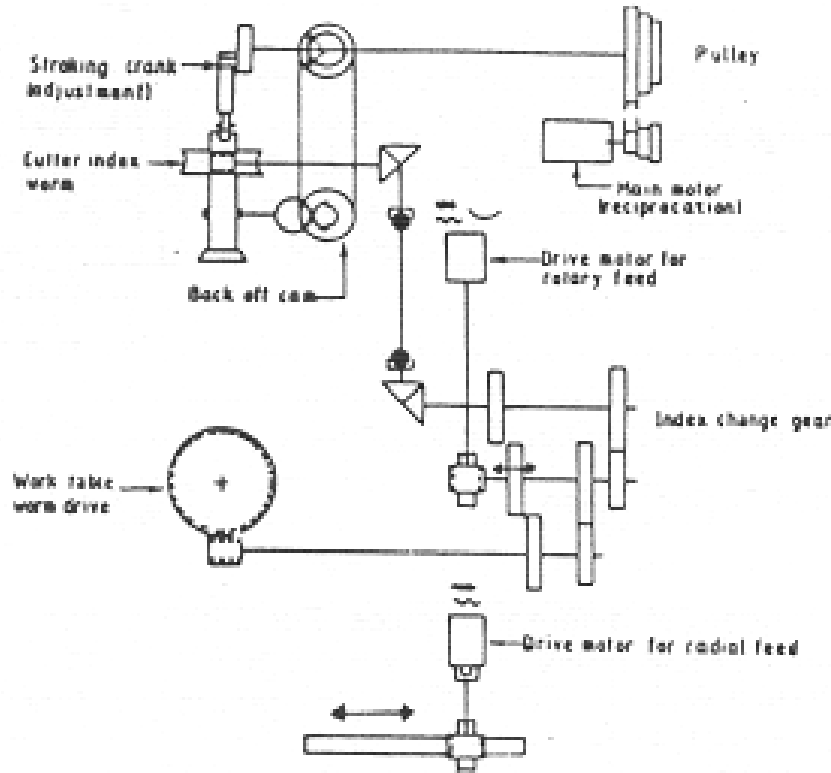 Stroking crank
(adjustment)
Pulley
Cutter index
worm
Main motor
(reciprocation)
Drive motor for
rotary feed
Back off cam
Index change gear
Work table
worm drive
Drive motor for radial feed